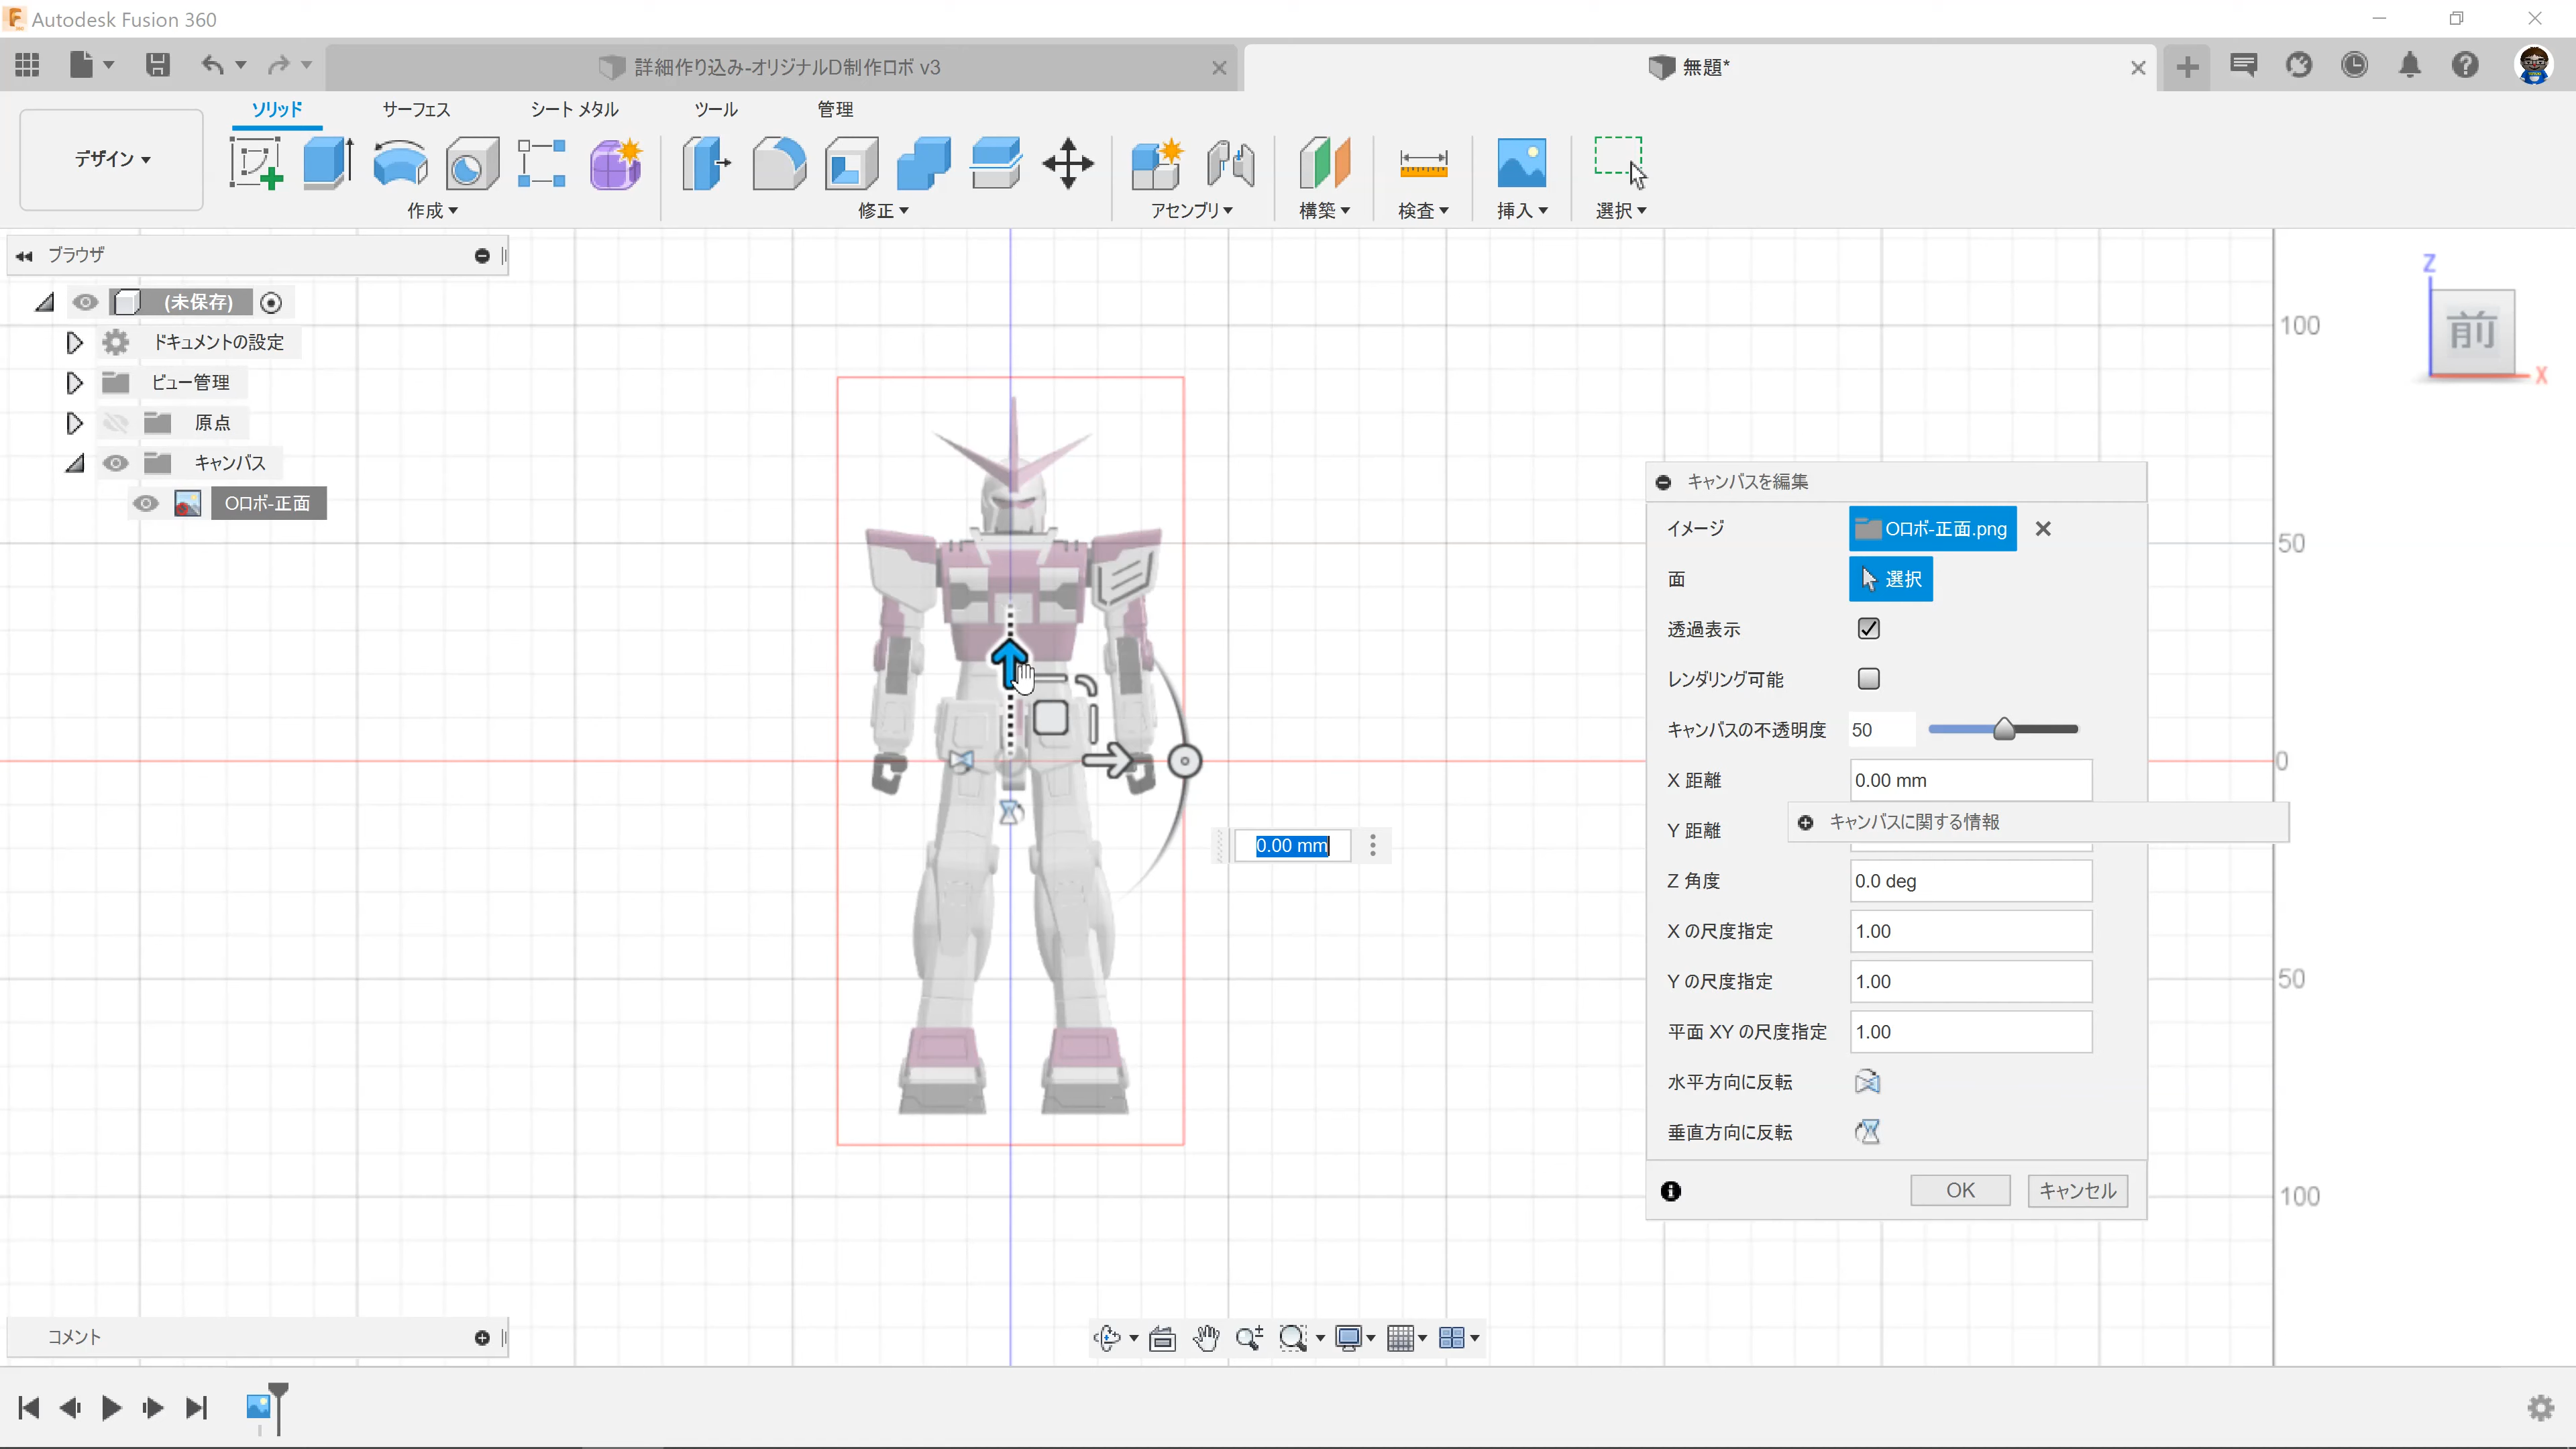 Autodesk Fusion 360
詳細作り込み-オリジナルD制作ロボ v3
無題*
ソリッド
サーフェス
シート メタル
ツール
管理
デザイン
作成
修正
アセンブリ
構築
検査
挿入
選択
ブラウザ
(未保存)
ドキュメントの設定
ビュー管理
原点
キャンバス
Oロボ-正面
Z
前
X
100
50
0
50
100
キャンバスを編集
イメージ
Oロボ-正面.png
面
選択
透過表示
レンダリング可能
キャンバスの不透明度
50
X 距離
0.00 mm
Y 距離
キャンバスに関する情報
0.00 mm
Z 角度
0.0 deg
X の尺度指定
1.00
Y の尺度指定
1.00
平面 XY の尺度指定
1.00
水平方向に反転
垂直方向に反転
OK
キャンセル
コメント